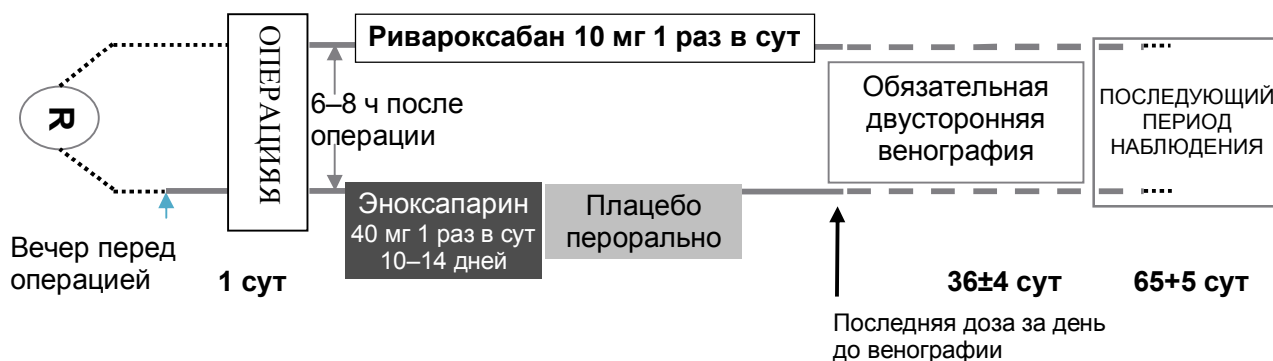 R
ОПЕРАЦИЯЯ
Ривароксабан 10 мг 1 раз в сут
6–8 ч после
операции
Обязательная
двусторонняя
венография
ПОСЛЕДУЮЩИЙ
ПЕРИОД
НАБЛЮДЕНИЯ
Эноксапарин
40 мг 1 раз в сут
10–14 дней
Плацебо
перорально
Вечер перед
операцией
1 сут
36±4 сут
65+5 сут
Последняя доза за день
до венографии